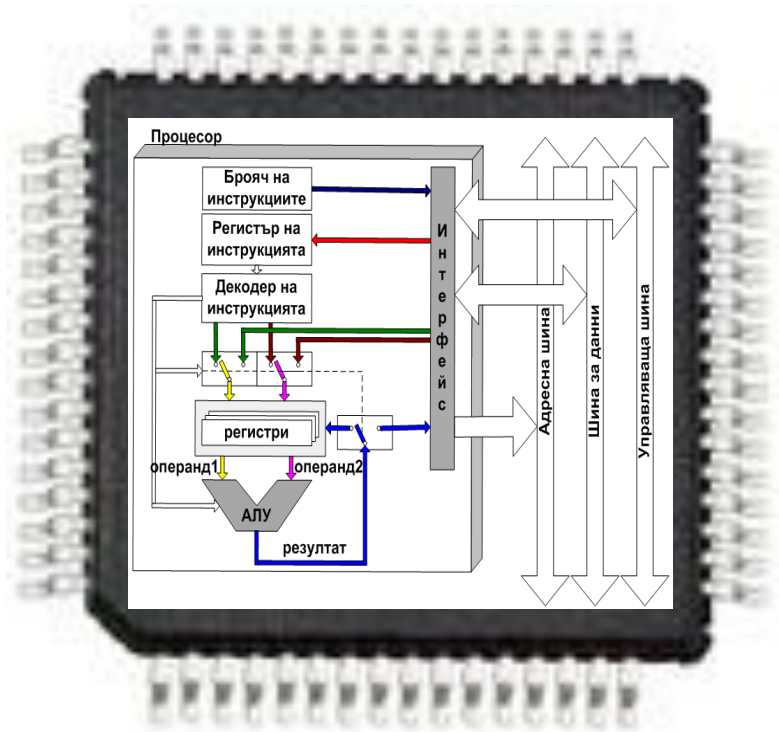 Процесор
Брояч на
инструкциите
Регистър на
инструкцията
Декодер на
инструкцията
Интерфейс
регистри
операнд1
операнд2
АЛУ
резултат
Адресна шина
Шина за данни
Управляваща шина